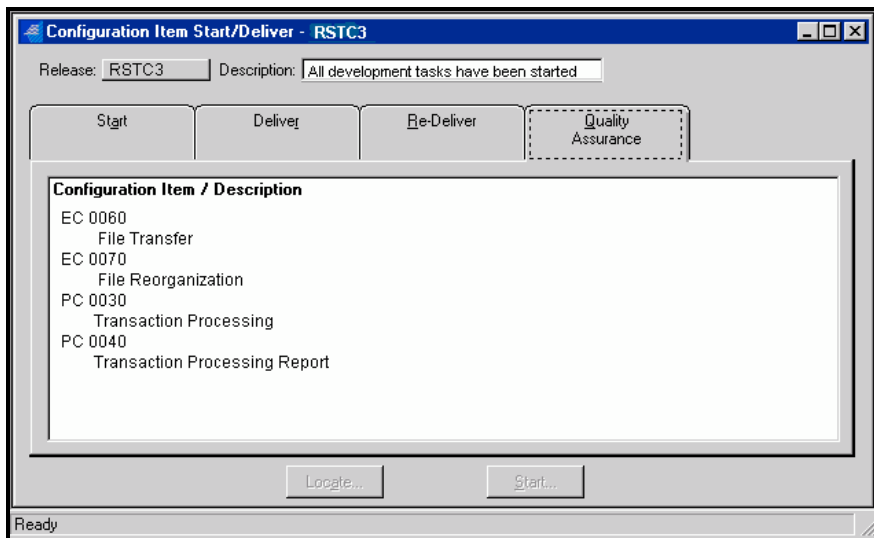 Configuration Item Start/Deliver - RSTC3
Release: RSTC3 Description: All development tasks have been started
Start Deliver Re-Deliver Quality Assurance
Configuration Item / Description
EC 0060
File Transfer
EC 0070
File Reorganization
PC 0030
Transaction Processing
PC 0040
Transaction Processing Report
Locate... Start...
Ready